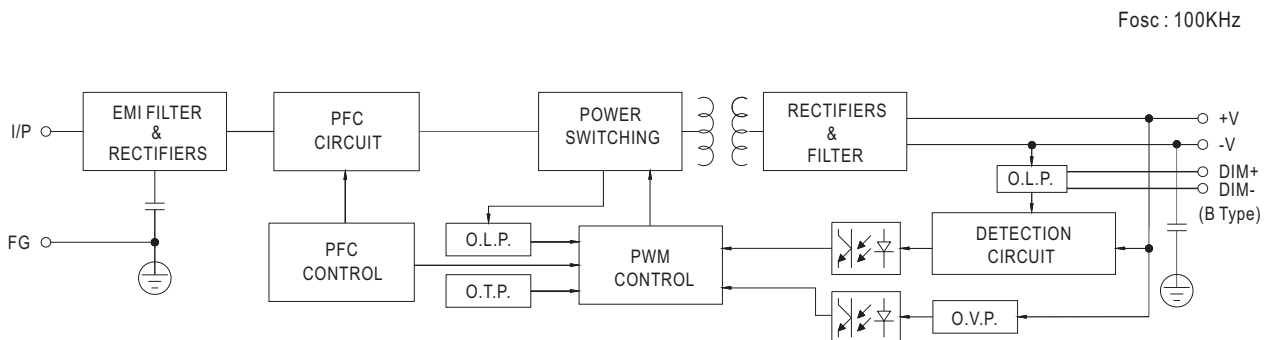 Fosc : 100KHz
I/P
EMI FILTER
&
RECTIFIERS
PFC
CIRCUIT
POWER
SWITCHING
RECTIFIERS
&
FILTER
+V
-V
O.L.P.
DIM+
DIM-
(B Type)
FG
PFC
CONTROL
O.L.P.
O.T.P.
PWM
CONTROL
DETECTION
CIRCUIT
O.V.P.